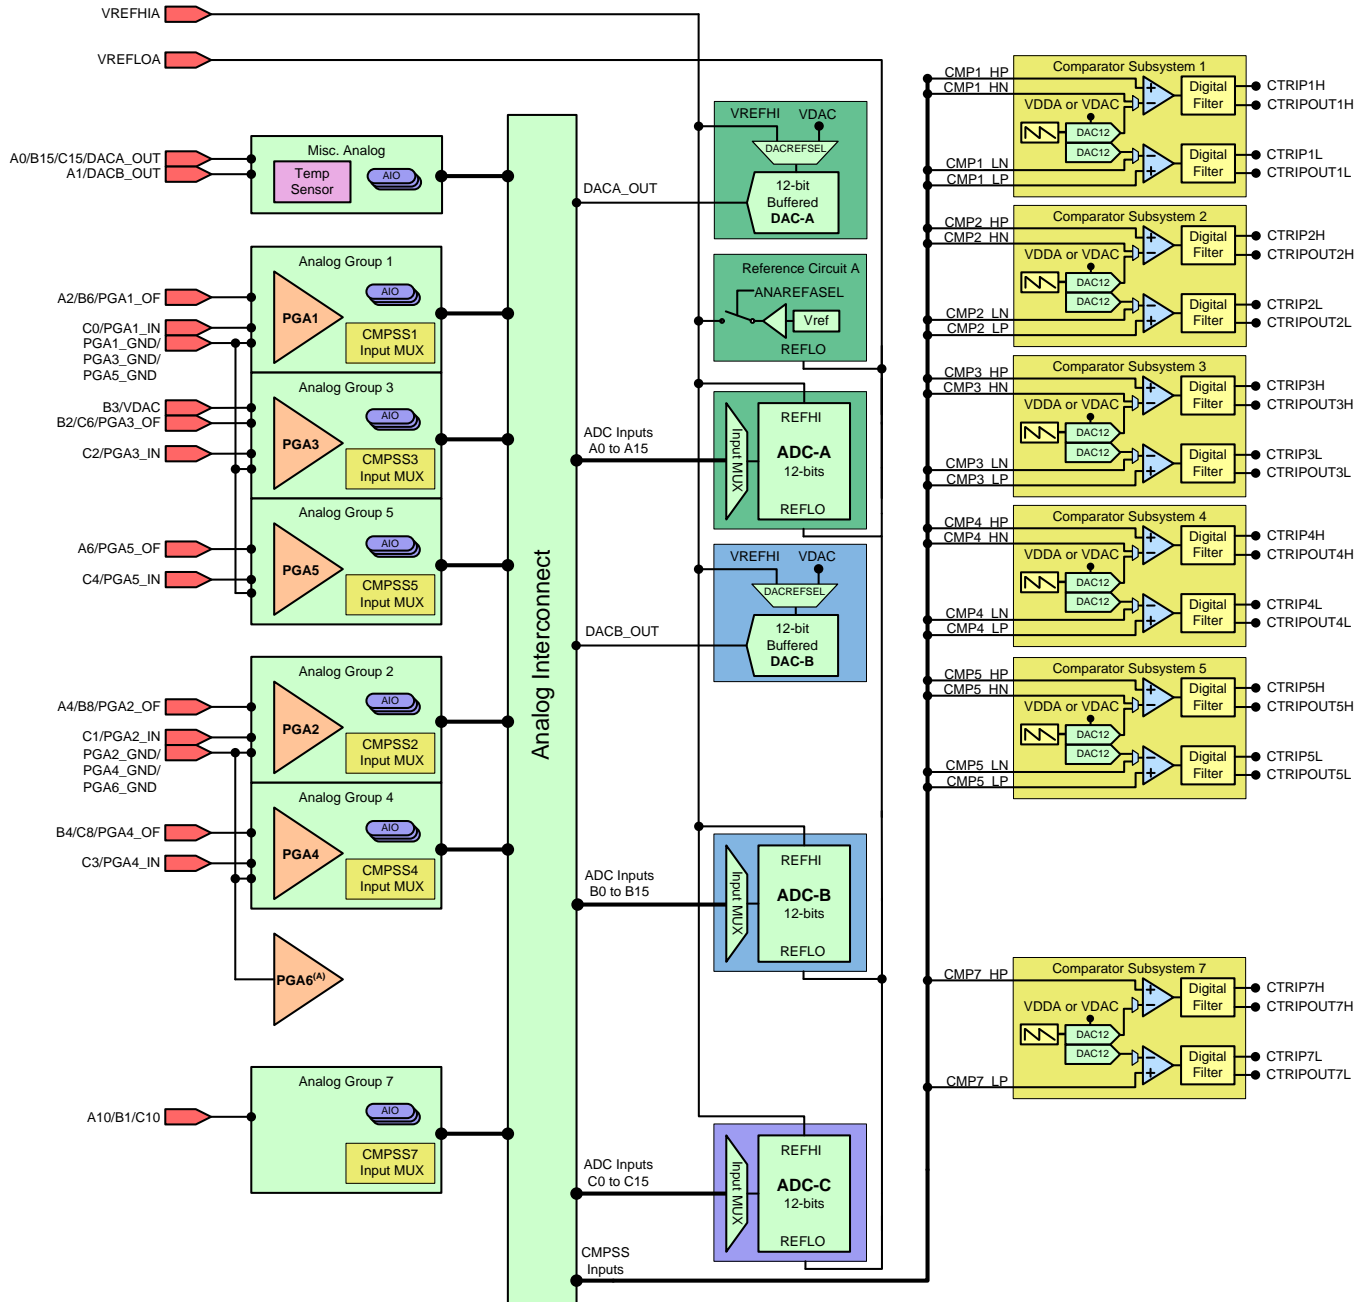 VREFHIA
VREFLOA
A0/B15/C15/DACA_OUT
A1/DACB_OUT
Misc. Analog
Temp
Sensor
AIO
Analog Group 1
A2/B6/PGA1_OF
C0/PGA1_IN
PGA1_GND/
PGA3_GND/
PGA5_GND
PGA1
AIO
CMPSS1
Input MUX
Analog Group 3
B3/VDAC
B2/C6/PGA3_OF
C2/PGA3_IN
PGA3
AIO
CMPSS3
Input MUX
Analog Group 5
A6/PGA5_OF
C4/PGA5_IN
PGA5
AIO
CMPSS5
Input MUX
Analog Group 2
A4/B8/PGA2_OF
C1/PGA2_IN
PGA2_GND/
PGA4_GND/
PGA6_GND
PGA2
AIO
CMPSS2
Input MUX
Analog Group 4
B4/C8/PGA4_OF
C3/PGA4_IN
PGA4
AIO
CMPSS4
Input MUX
PGA6(A)
Analog Group 7
A10/B1/C10
AIO
CMPSS7
Input MUX
Analog Interconnect
VREFHI
VDAC
DACREFSEL
DACA_OUT
12-bit
Buffered
DAC-A
Reference Circuit A
ANAREFASEL
Vref
REFLO
ADC Inputs
A0 to A15
Input MUX
REFHI
ADC-A
12-bits
REFLO
VREFHI
VDAC
DACREFSEL
DACB_OUT
12-bit
Buffered
DAC-B
ADC Inputs
B0 to B15
Input MUX
REFHI
ADC-B
12-bits
REFLO
ADC Inputs
C0 to C15
Input MUX
REFHI
ADC-C
12-bits
REFLO
CMPSS
Inputs
Comparator Subsystem 1
CMP1_HP
CMP1_HN
VDDA or VDAC
DAC12
DAC12
CMP1_LN
CMP1_LP
Digital
Filter
Digital
Filter
CTRIP1H
CTRIPOUT1H
CTRIP1L
CTRIPOUT1L
Comparator Subsystem 2
CMP2_HP
CMP2_HN
VDDA or VDAC
DAC12
DAC12
CMP2_LN
CMP2_LP
Digital
Filter
Digital
Filter
CTRIP2H
CTRIPOUT2H
CTRIP2L
CTRIPOUT2L
Comparator Subsystem 3
CMP3_HP
CMP3_HN
VDDA or VDAC
DAC12
DAC12
CMP3_LN
CMP3_LP
Digital
Filter
Digital
Filter
CTRIP3H
CTRIPOUT3H
CTRIP3L
CTRIPOUT3L
Comparator Subsystem 4
CMP4_HP
CMP4_HN
VDDA or VDAC
DAC12
DAC12
CMP4_LN
CMP4_LP
Digital
Filter
Digital
Filter
CTRIP4H
CTRIPOUT4H
CTRIP4L
CTRIPOUT4L
Comparator Subsystem 5
CMP5_HP
CMP5_HN
VDDA or VDAC
DAC12
DAC12
CMP5_LN
CMP5_LP
Digital
Filter
Digital
Filter
CTRIP5H
CTRIPOUT5H
CTRIP5L
CTRIPOUT5L
Comparator Subsystem 7
CMP7_HP
VDDA or VDAC
DAC12
DAC12
CMP7_LP
Digital
Filter
Digital
Filter
CTRIP7H
CTRIPOUT7H
CTRIP7L
CTRIPOUT7L